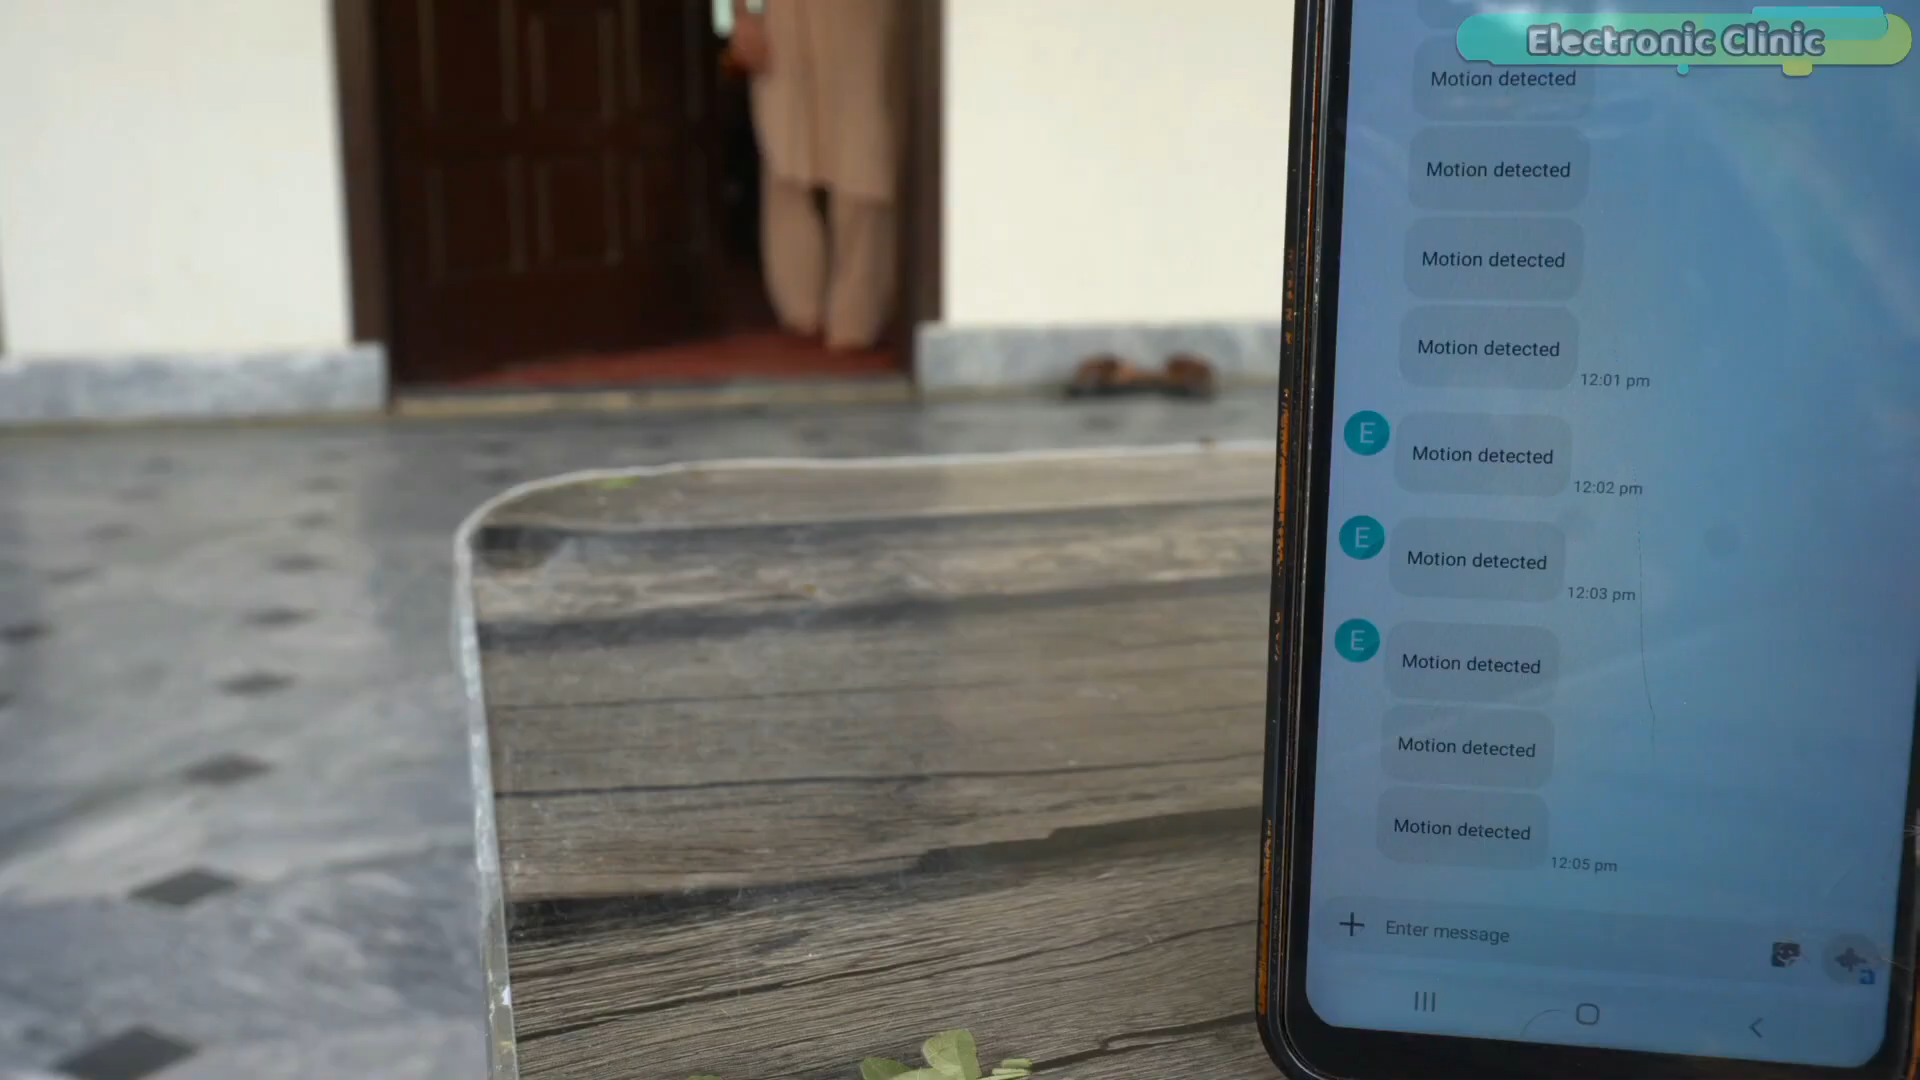 Electronic Clinic
Motion detected
Motion detected
Motion detected
Motion detected
12:01 pm
E
Motion detected
12:02 pm
E
Motion detected
12:03 pm
E
Motion detected
Motion detected
Motion detected
12:05 pm
Enter message